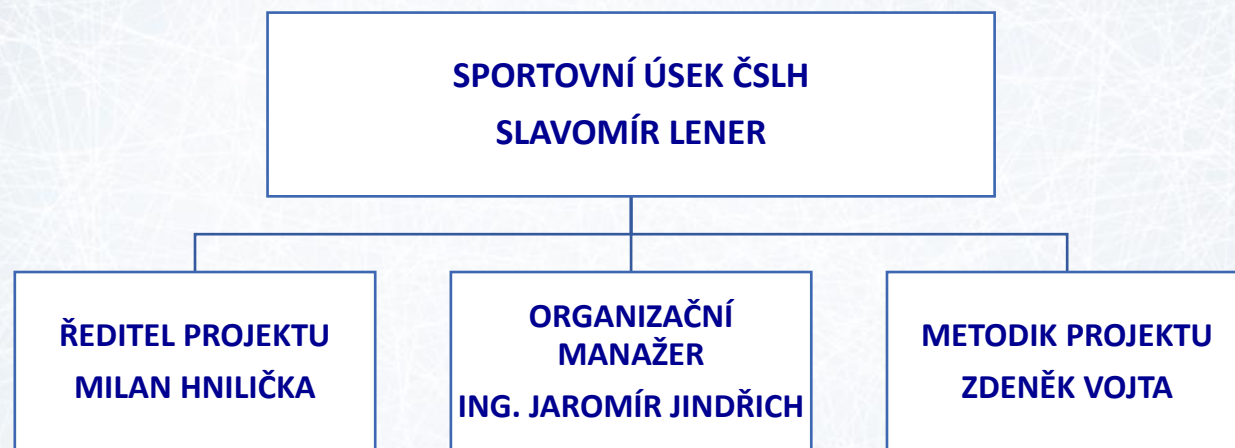 SPORTOVNÍ ÚSEK ČSLH
SLAVOMÍR LENER
ŘEDITEL PROJEKTU
MILAN HNILIČKA
ORGANIZAČNÍ
MANAŽER
ING. JAROMÍR JINDŘICH
METODIK PROJEKTU
ZDENĚK VOJTA